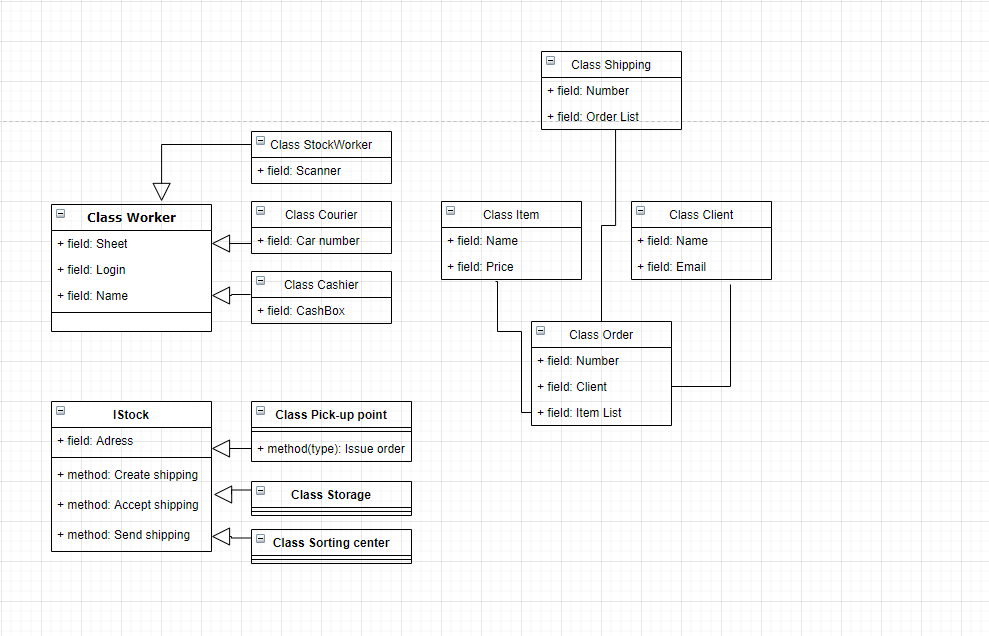 Class Shipping
+ field: Number
+ field: Order List
Class StockWorker
+ field: Scanner
Class Worker
+ field: Sheet
+ field: Login
+ field: Name
Class Courier
+ field: Car number
Class Cashier
+ field: CashBox
Class Item
+ field: Name
+ field: Price
Class Client
+ field: Name
+ field: Email
Class Order
+ field: Number
+ field: Client
+ field: Item List
IStock
+ field: Adress
+ method: Create shipping
+ method: Accept shipping
+ method: Send shipping
Class Pick-up point
+ method(type): Issue order
Class Storage
Class Sorting center